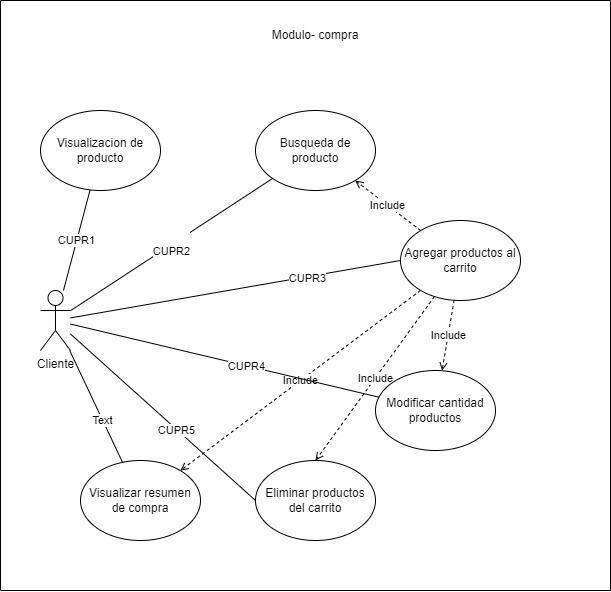 Modulo- compra
Visualizacion de
producto
Busqueda de
producto
Include
CUPR1
CUPR2
Agregar productos al
carrito
CUPR3
Include
Cliente
CUPR4
Include
Include
Modificar cantidad
productos
Text
CUPR5
Visualizar resumen
de compra
Eliminar productos
del carrito